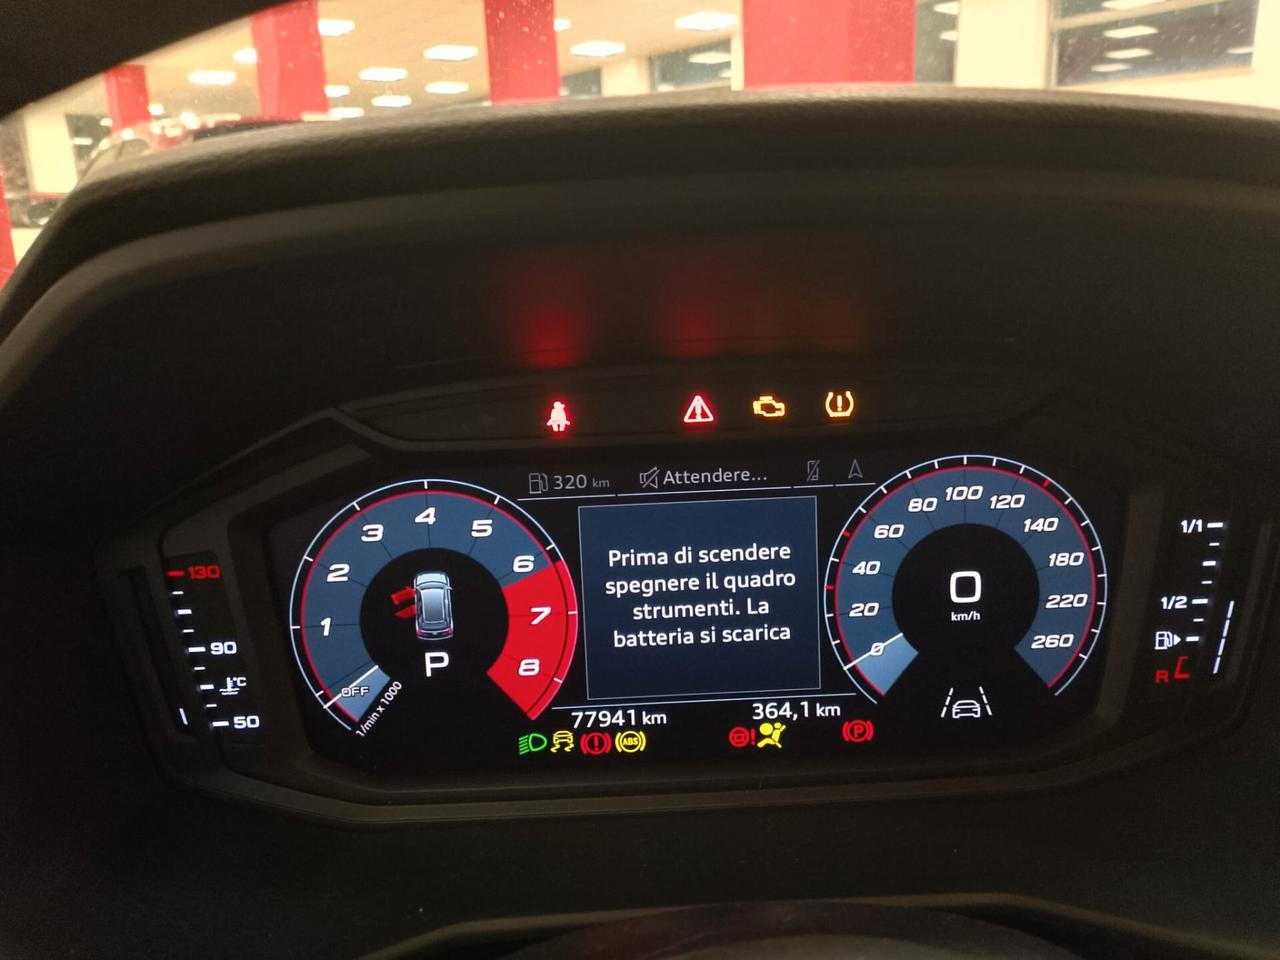 320 km
Attendere...
Prima di scendere
spegnere il quadro
strumenti. La
batteria si scarica
1
2
3
4
5
6
7
8
OFF
1/min x 1000
P
0
20
40
60
80
100
120
140
180
220
260
0
km/h
130
90
°C
50
1/1
1/2
R
77941 km
364,1 km
ABS
P